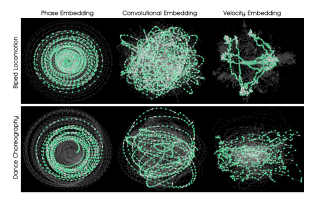 Phase Embedding
Convolutional Embedding
Velocity Embedding
Biped Locomotion
Dance Choreography